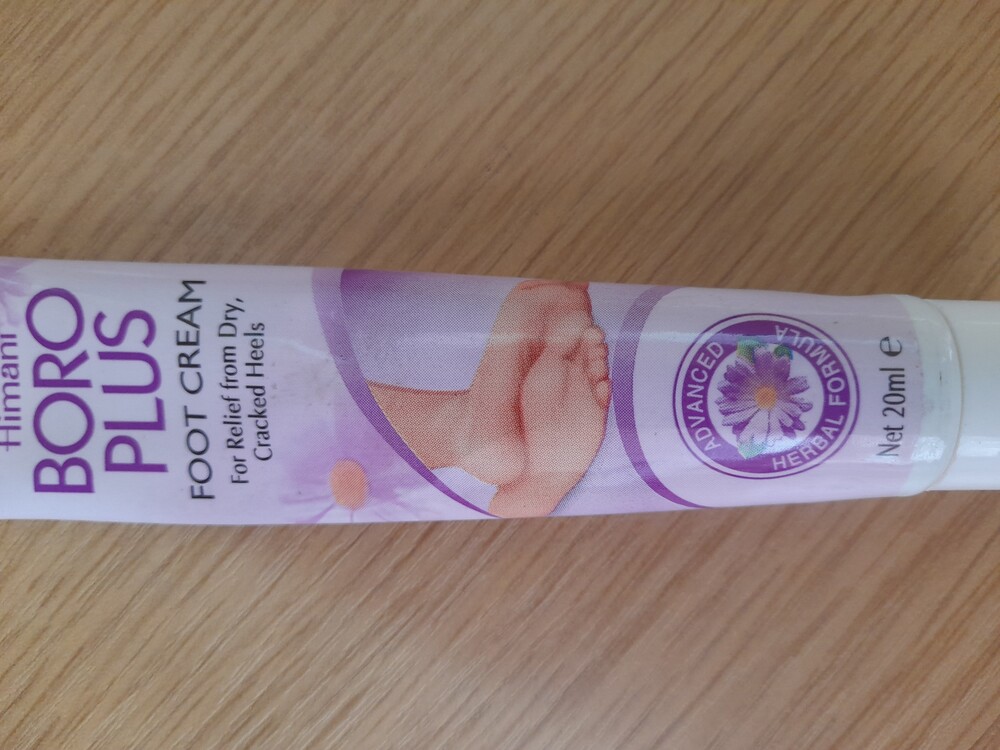 Himani
BORO
PLUS
FOOT CREAM
For Relief from Dry,
Cracked Heels
ADVANCED
HERBAL FORMULA
Net 20ml e